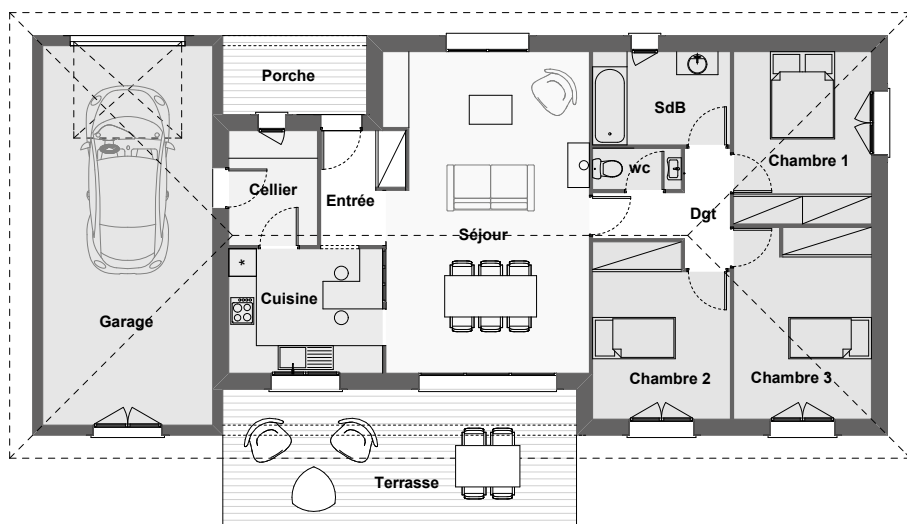 Porche
SdB
Chambre 1
wc
Cellier
Entrée
Dgt
Séjour
*
Cuisine
Garage
Chambre 2
Chambre 3
Terrasse